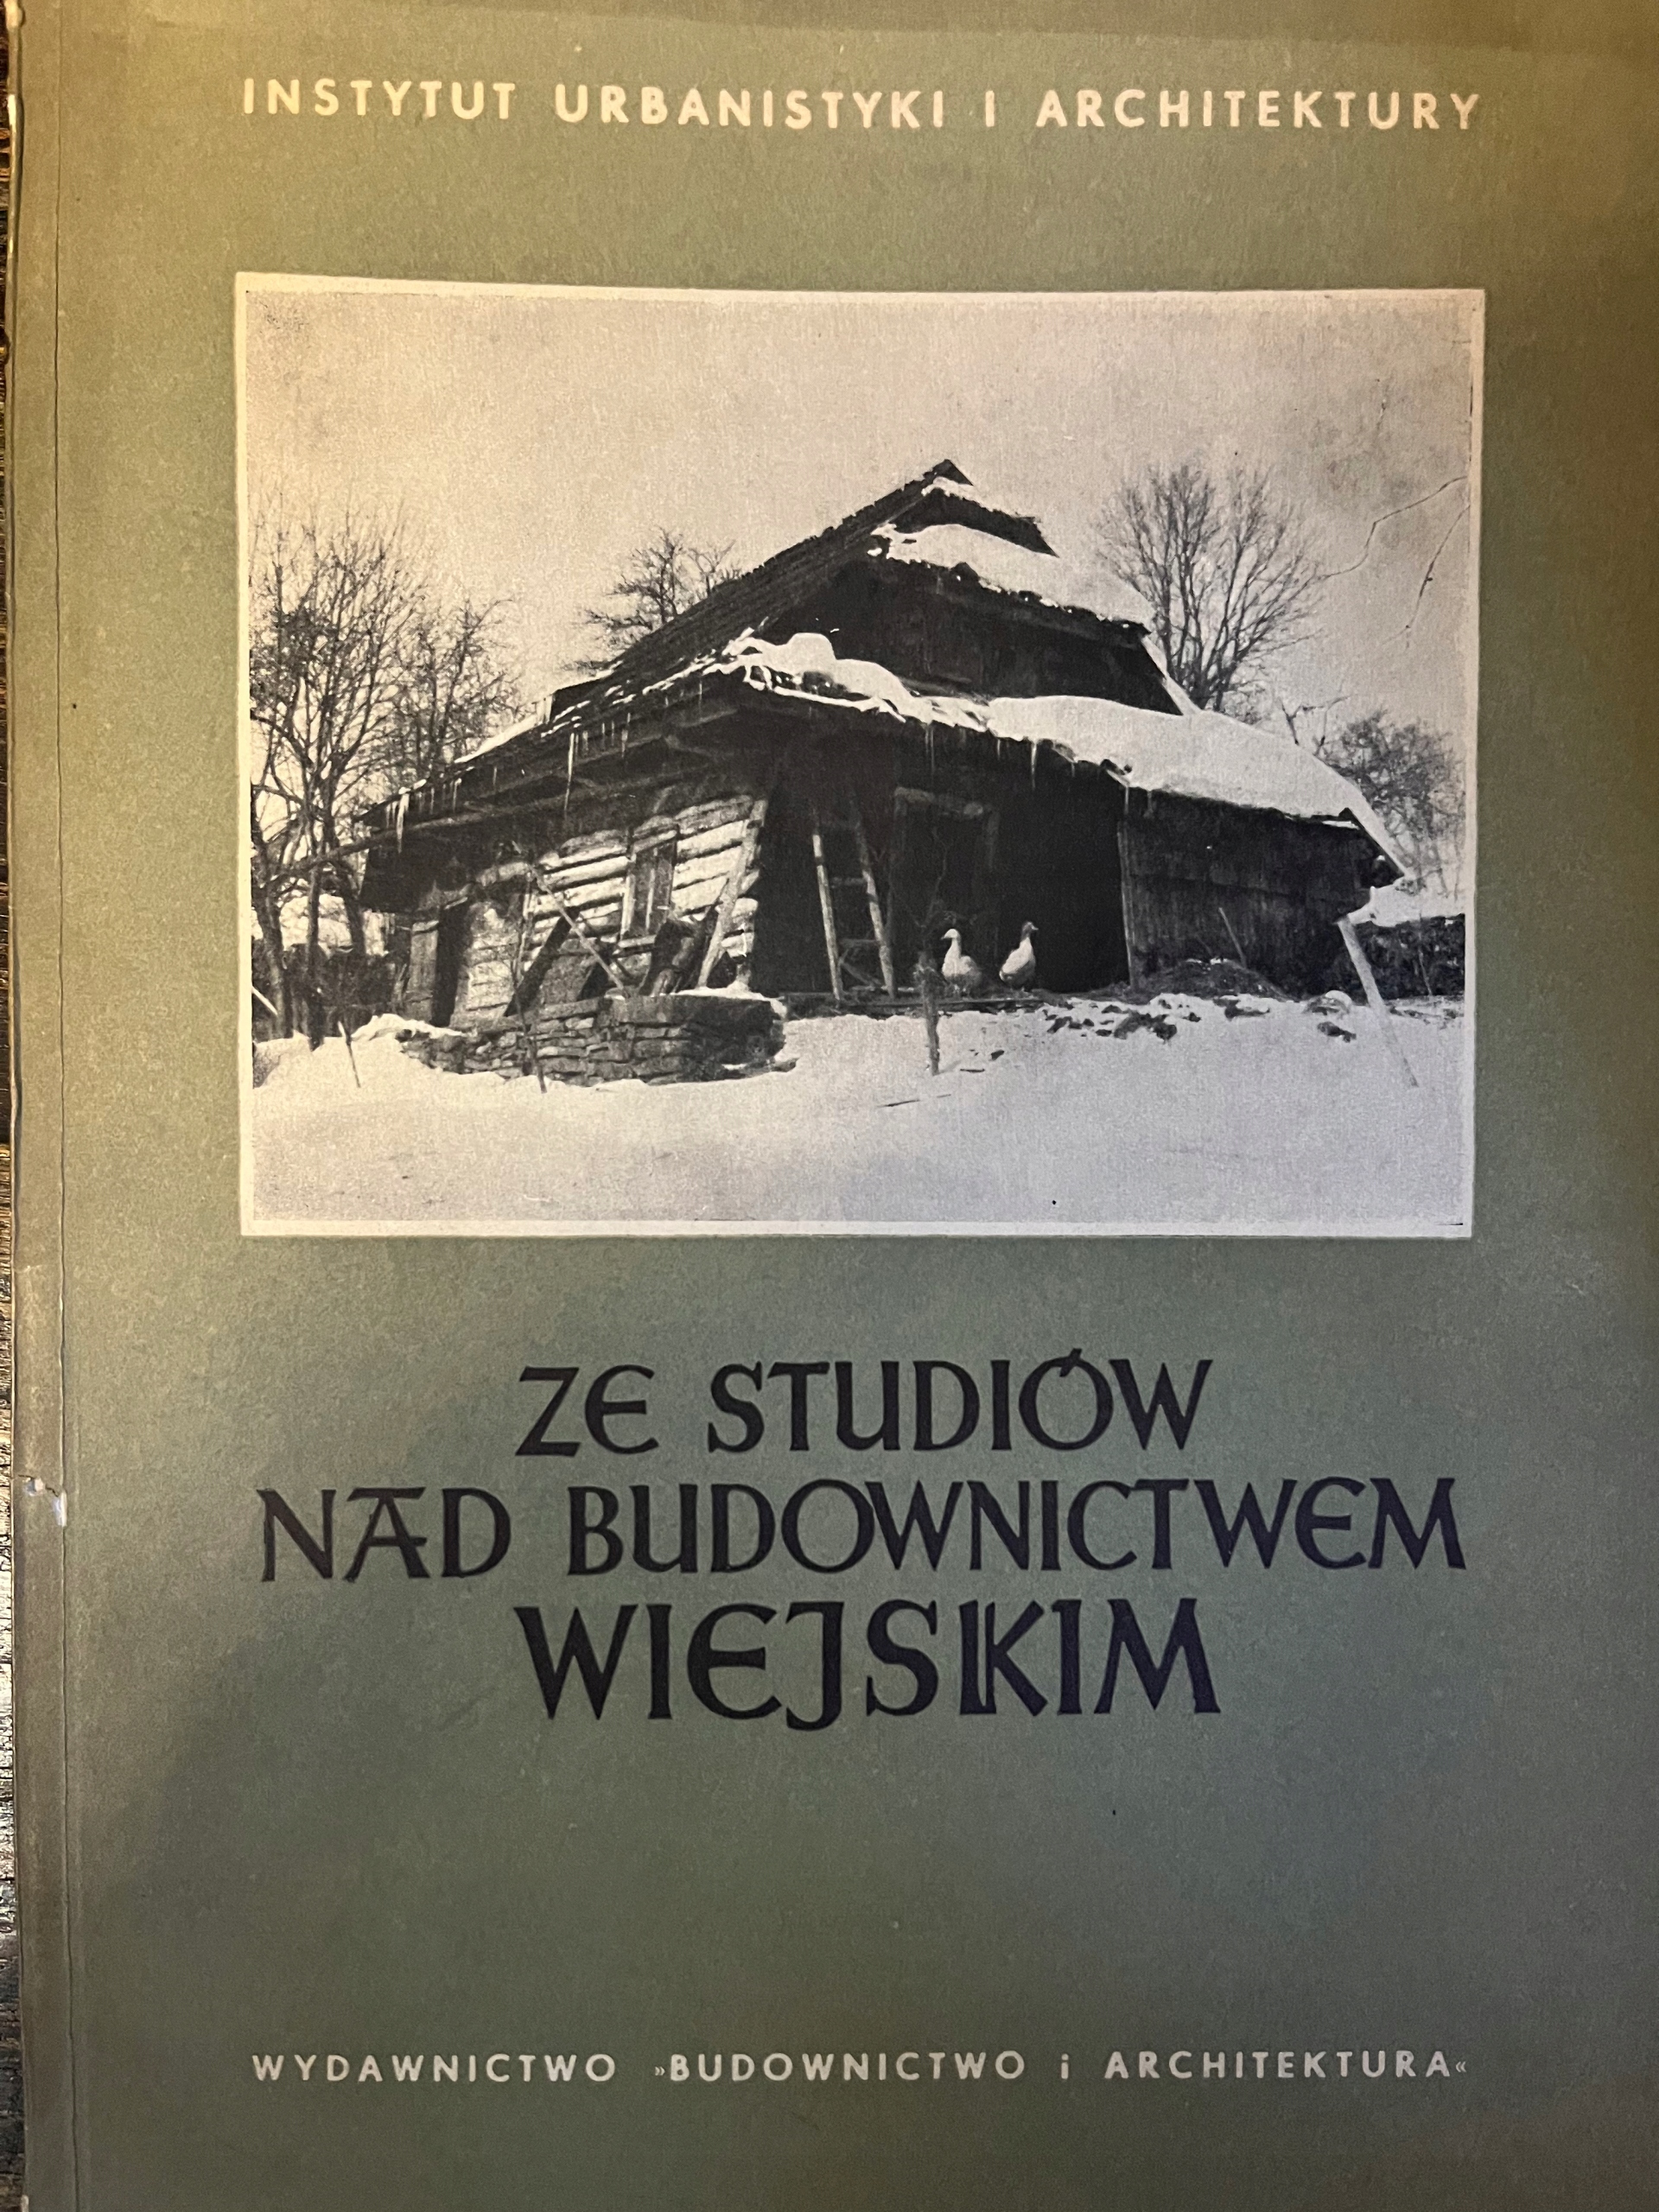 INSTYTUT URBANISTYKI I ARCHITEKTURY
ZE STUDIÓW
NAD BUDOWNICTWEM
WIEJSKIM
WYDAWNICTWO »BUDOWNICTWO i ARCHITEKTURA«